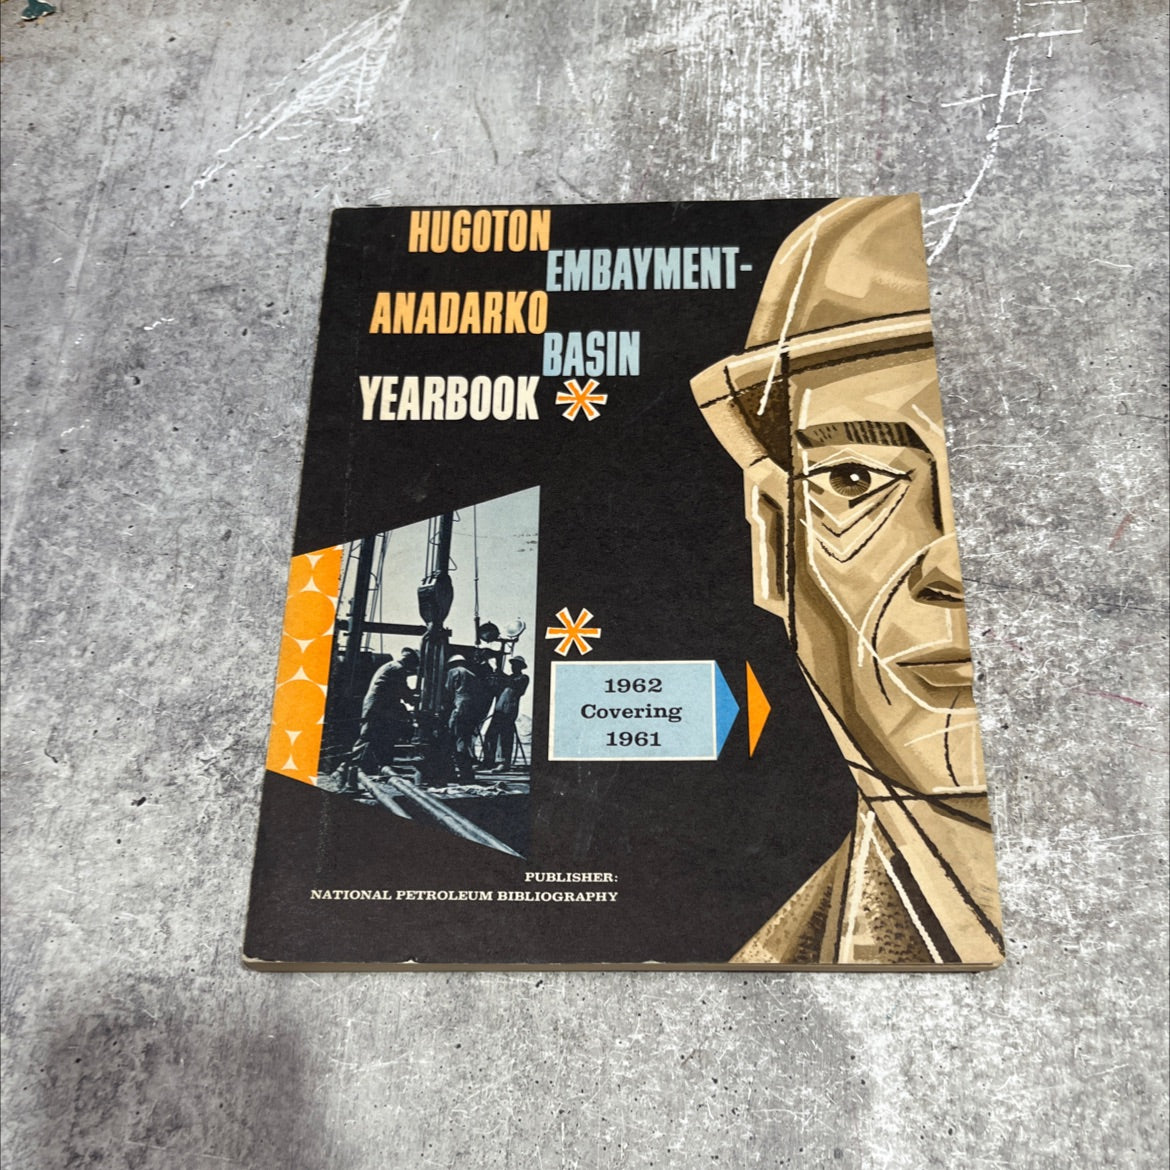 HUGOTON
EMBAYMENT-
ANADARKO
BASIN
YEARBOOK *
*
1962
Covering
1961
PUBLISHER:
NATIONAL PETROLEUM BIBLIOGRAPHY